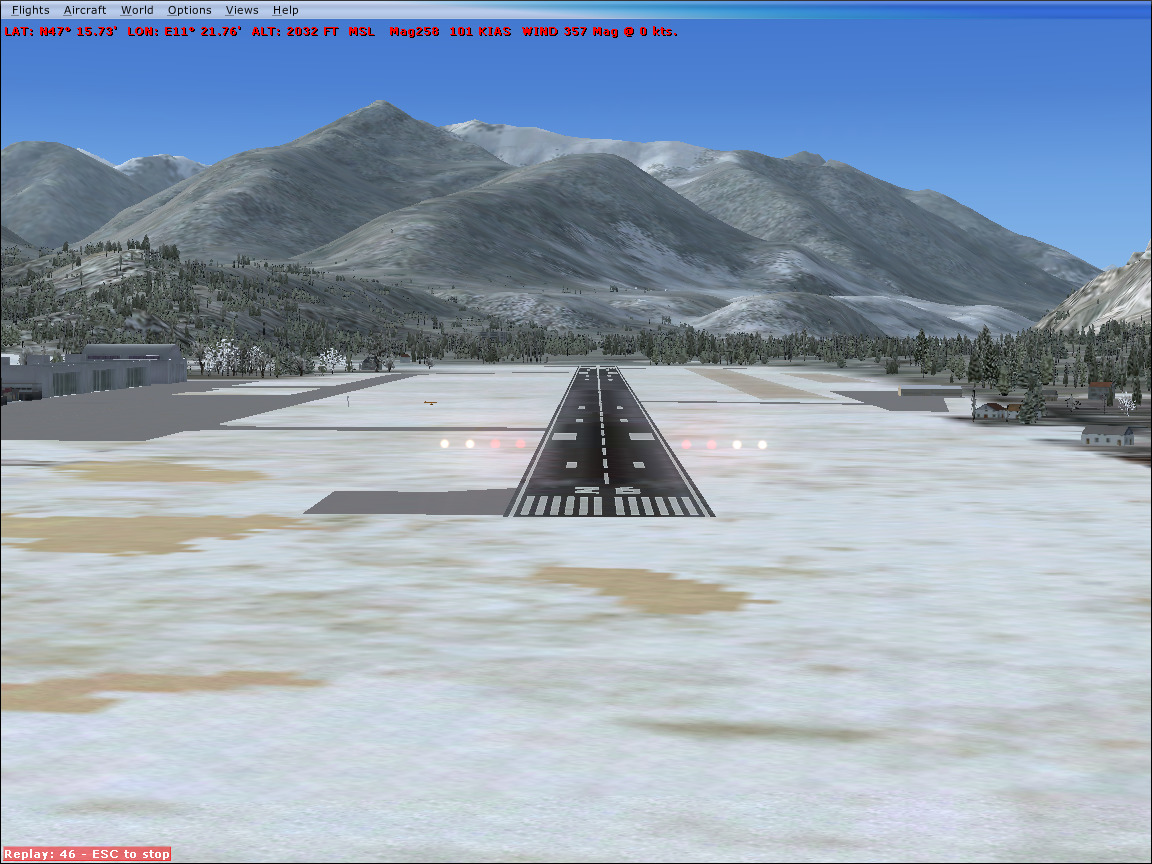 Flights Aircraft World Options Views Help
LAT: N47° 15.73' LON: E11° 21.76' ALT: 2032 FT MSL Mag258 101 KIAS WIND 357 Mag @ 0 kts.
26
Replay: 46 - ESC to stop